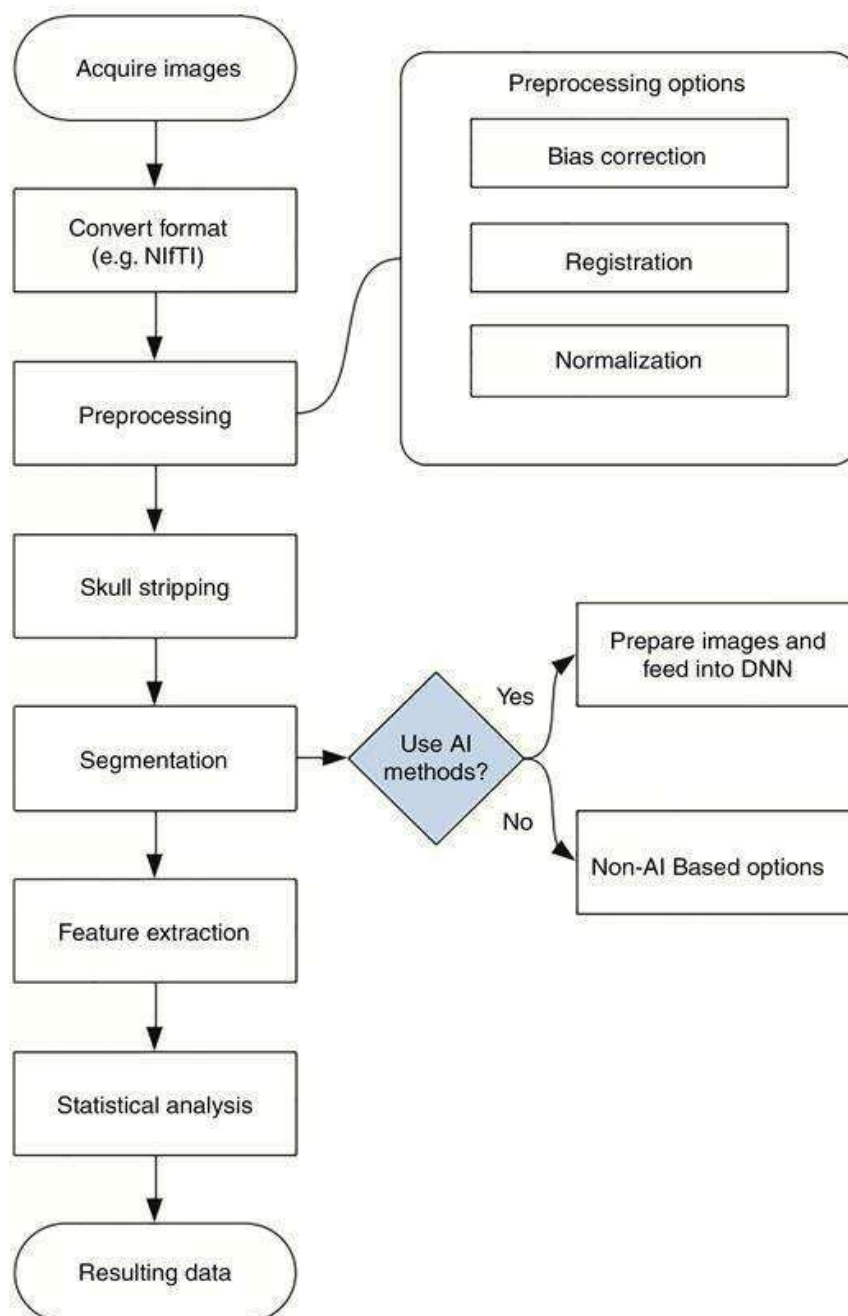 Acquire images
Convert format
(e.g. NIfTI)
Preprocessing
Preprocessing options
Bias correction
Registration
Normalization
Skull stripping
Segmentation
Use AI
methods?
Yes
No
Prepare images and
feed into DNN
Non-AI Based options
Feature extraction
Statistical analysis
Resulting data